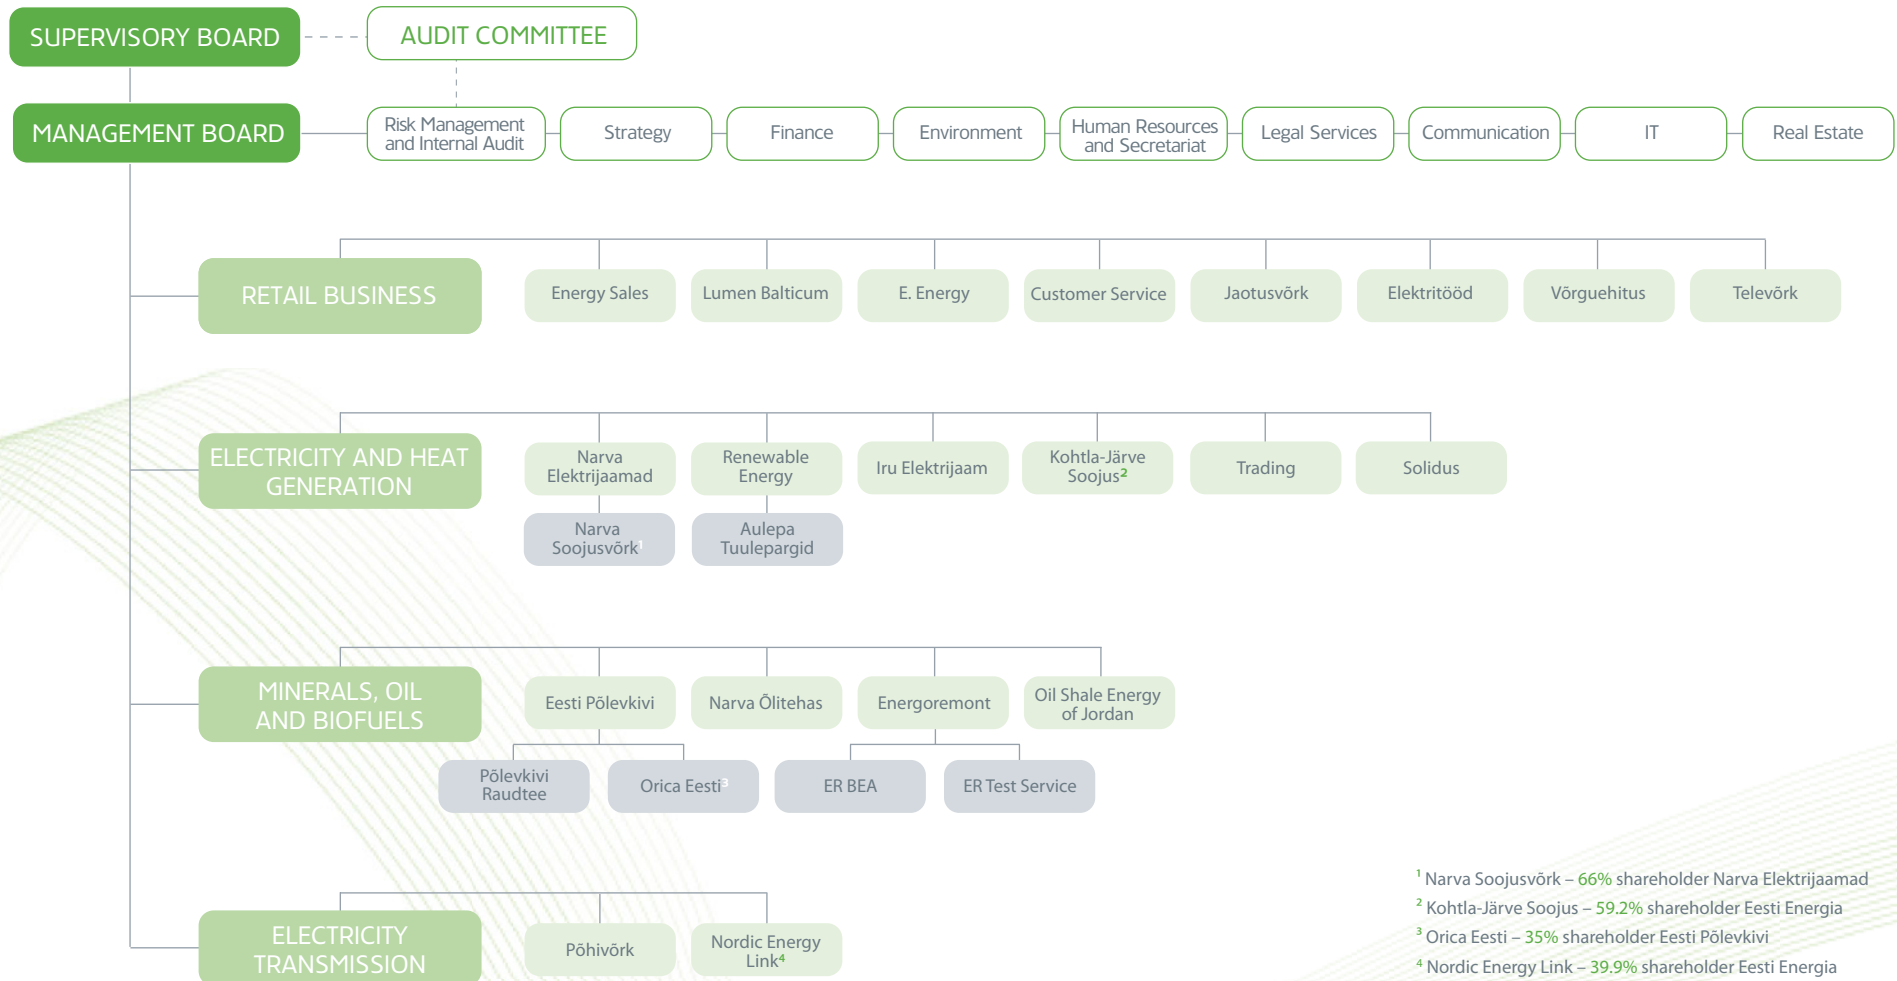 SUPERVISORY BOARD
AUDIT COMMITTEE
MANAGEMENT BOARD
Risk Management
and Internal Audit
Strategy
Finance
Environment
Human Resources
and Secretariat
Legal Services
Communication
IT
Real Estate
RETAIL BUSINESS
Energy Sales
Lumen Balticum
E. Energy
Customer Service
Jaotusvõrk
Elektritööd
Võrguehitus
Televõrk
ELECTRICITY AND HEAT
GENERATION
Narva
Elektrijaamad
Renewable
Energy
Iru Elektrijaam
Kohtla-Järve
Soojus²
Trading
Solidus
Narva
Soojusvõrk¹
Aulepa
Tuulepargid
MINERALS, OIL
AND BIOFUELS
Eesti Põlevkivi
Narva Õlitehas
Energoremont
Oil Shale Energy
of Jordan
Põlevkivi
Raudtee
Orica Eesti³
ER BEA
ER Test Service
ELECTRICITY
TRANSMISSION
Põhivõrk
Nordic Energy
Link⁴
¹ Narva Soojusvõrk – 66% shareholder Narva Elektrijaamad
² Kohtla-Järve Soojus – 59.2% shareholder Eesti Energia
³ Orica Eesti – 35% shareholder Eesti Põlevkivi
⁴ Nordic Energy Link – 39.9% shareholder Eesti Energia